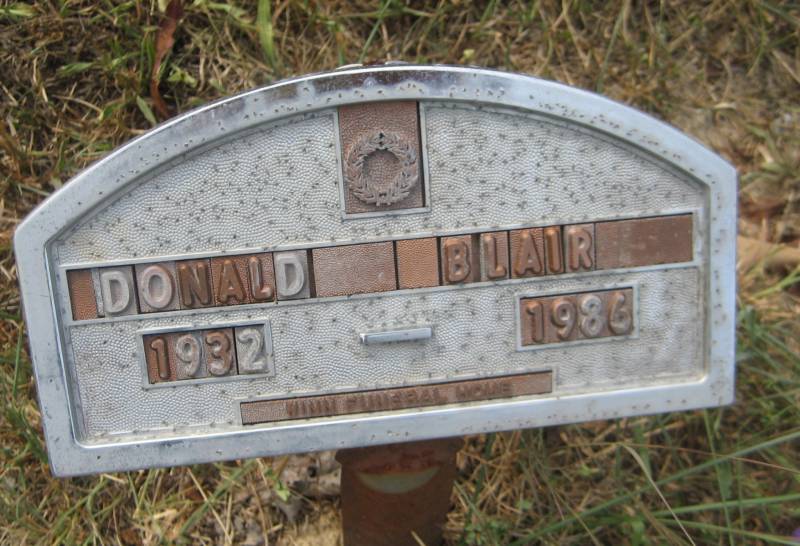 DONALD BLAIR
1932 – 1986
FUNERAL HOME